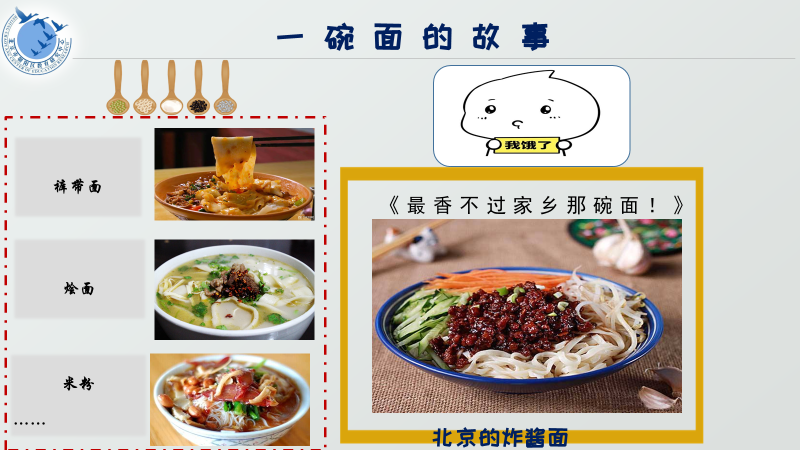 一碗面的故事
裤带面
烩面
米粉
……
我饿了
《最香不过家乡那碗面！》
北京的炸酱面